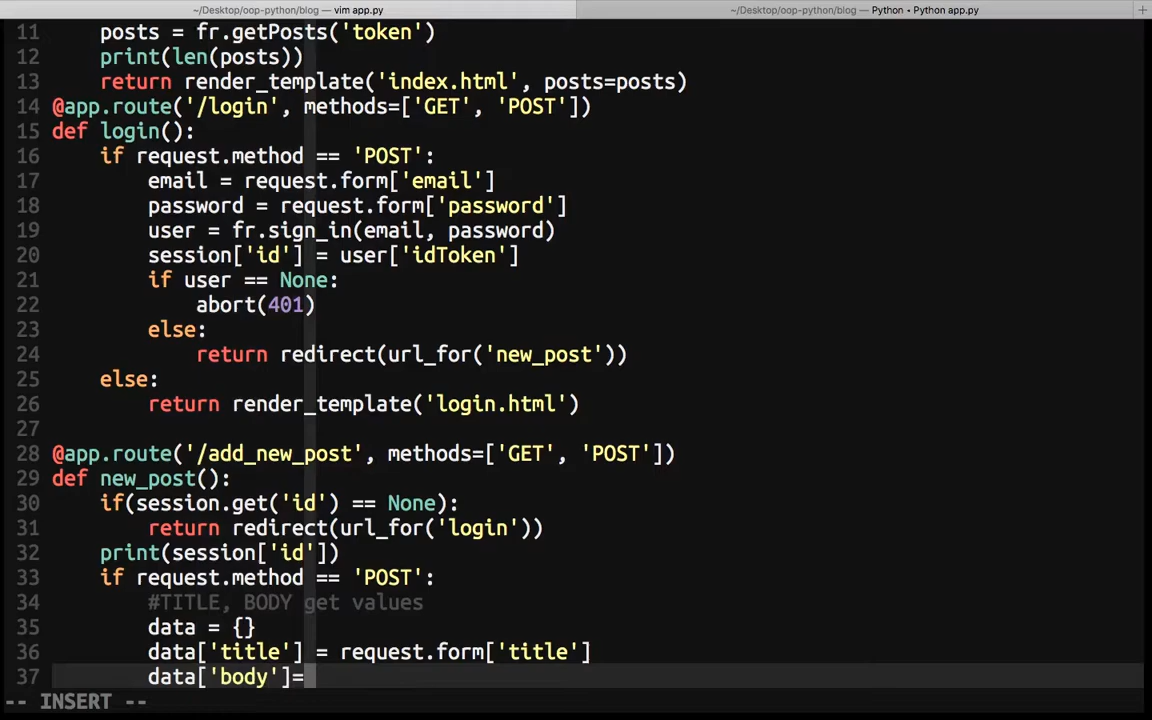 ~/Desktop/oop-python/blog — vim app.py
~/Desktop/oop-python/blog — Python • Python app.py
+
11 posts = fr.getPosts('token')
12 print(len(posts))
13 return render_template('index.html', posts=posts)
14 @app.route('/login', methods=['GET', 'POST'])
15 def login():
16 if request.method == 'POST':
17 email = request.form['email']
18 password = request.form['password']
19 user = fr.sign_in(email, password)
20 session['id'] = user['idToken']
21 if user == None:
22 abort(401)
23 else:
24 return redirect(url_for('new_post'))
25 else:
26 return render_template('login.html')
27
28 @app.route('/add_new_post', methods=['GET', 'POST'])
29 def new_post():
30 if(session.get('id') == None):
31 return redirect(url_for('login'))
32 print(session['id'])
33 if request.method == 'POST':
34 #TITLE, BODY get values
35 data = {}
36 data['title'] = request.form['title']
37 data['body']=
-- INSERT --